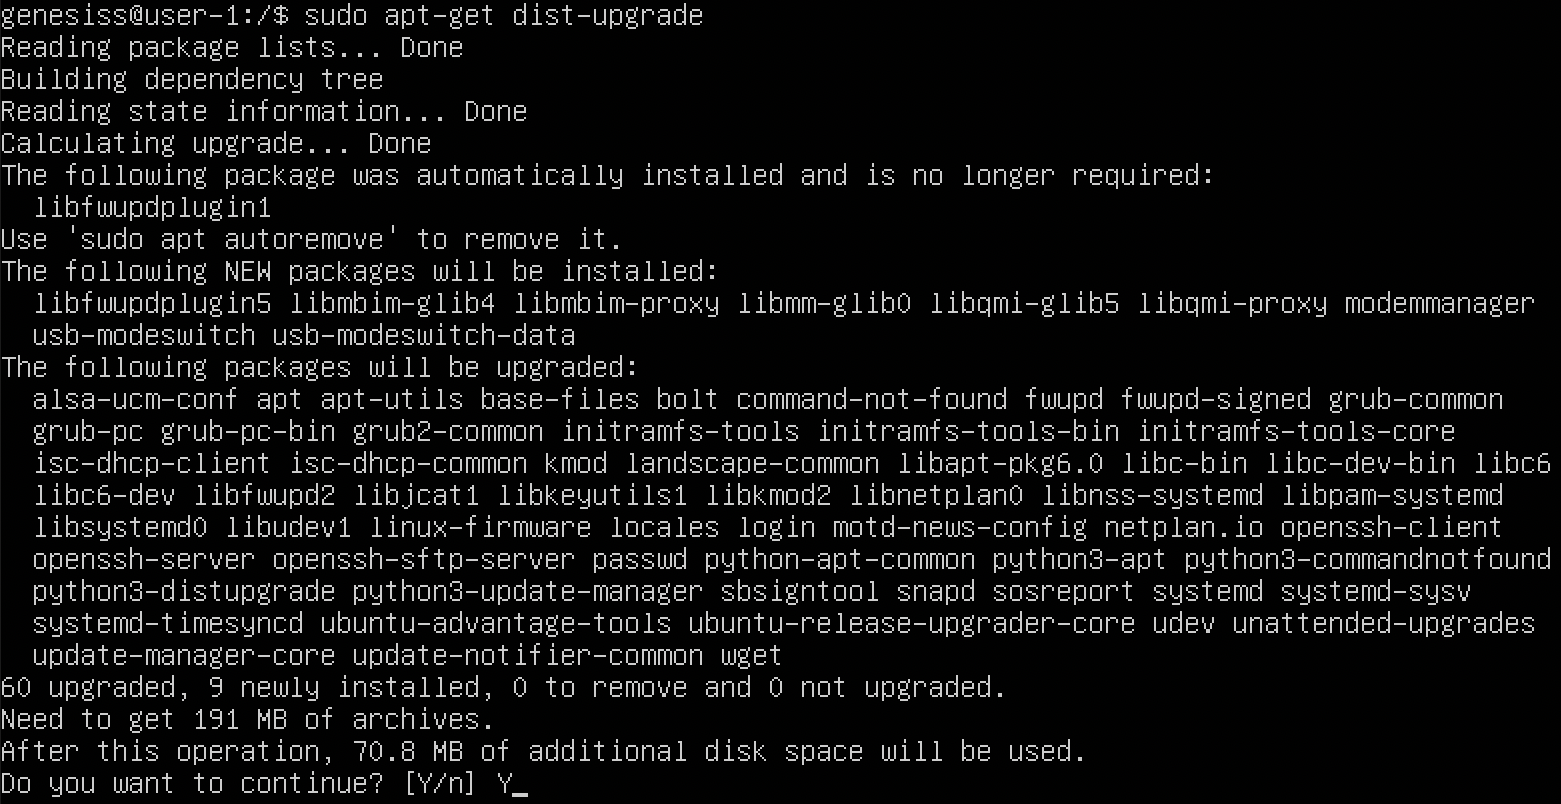 genesiss@user-1:/$ sudo apt-get dist-upgrade
Reading package lists... Done
Building dependency tree
Reading state information... Done
Calculating upgrade... Done
The following package was automatically installed and is no longer required:
  libfwupdplugin1
Use 'sudo apt autoremove' to remove it.
The following NEW packages will be installed:
  libfwupdplugin5 libmbim-glib4 libmbim-proxy libmm-glib0 libqmi-glib5 libqmi-proxy modemmanager
  usb-modeswitch usb-modeswitch-data
The following packages will be upgraded:
  alsa-ucm-conf apt apt-utils base-files bolt command-not-found fwupd fwupd-signed grub-common
  grub-pc grub-pc-bin grub2-common initramfs-tools initramfs-tools-bin initramfs-tools-core
  isc-dhcp-client isc-dhcp-common kmod landscape-common libapt-pkg6.0 libc-bin libc-dev-bin libc6
  libc6-dev libfwupd2 libjcat1 libkeyutils1 libkmod2 libnetplan0 libnss-systemd libpam-systemd
  libsystemd0 libudev1 linux-firmware locales login motd-news-config netplan.io openssh-client
  openssh-server openssh-sftp-server passwd python-apt-common python3-apt python3-commandnotfound
  python3-distupgrade python3-update-manager sbsigntool snapd sosreport systemd systemd-sysv
  systemd-timesyncd ubuntu-advantage-tools ubuntu-release-upgrader-core udev unattended-upgrades
  update-manager-core update-notifier-common wget
60 upgraded, 9 newly installed, 0 to remove and 0 not upgraded.
Need to get 191 MB of archives.
After this operation, 70.8 MB of additional disk space will be used.
Do you want to continue? [Y/n] Y_